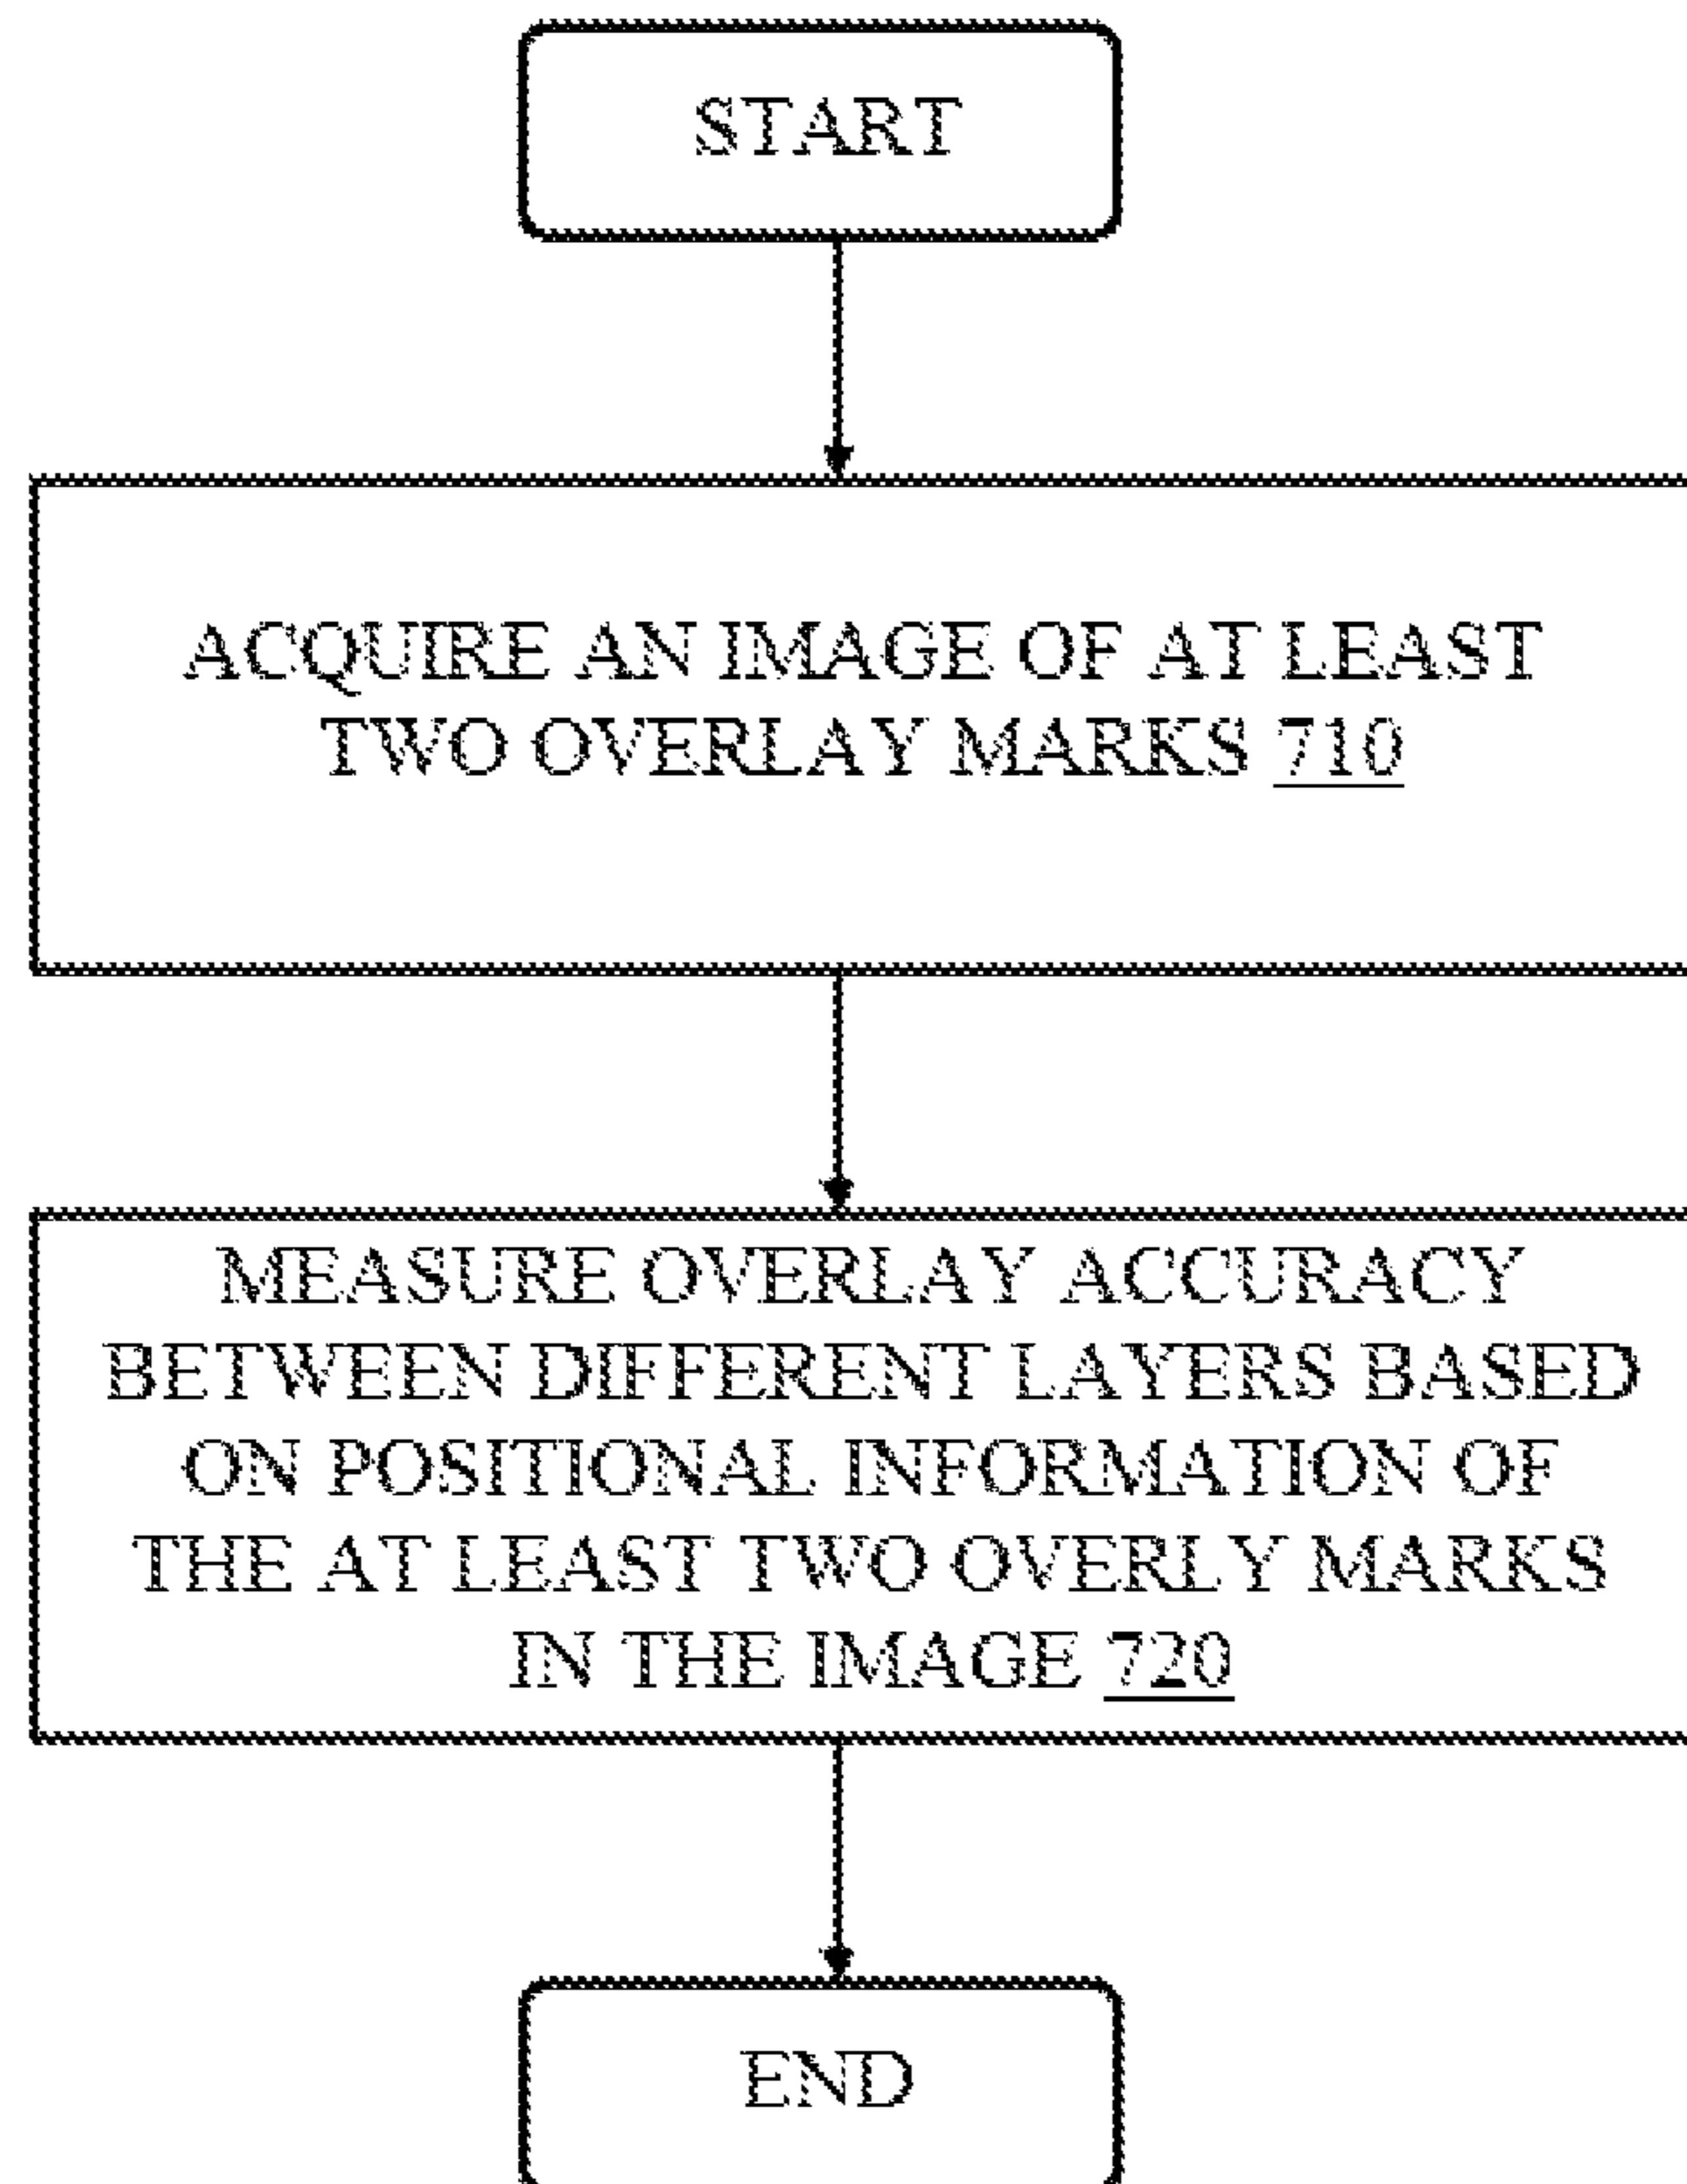 START
ACQUIRE AN IMAGE OF AT LEAST
TWO OVERLAY MARKS 710
MEASURE OVERLAY ACCURACY
BETWEEN DIFFERENT LAYERS BASED
ON POSITIONAL INFORMATION OF
THE AT LEAST TWO OVERLY MARKS
IN THE IMAGE 720
END